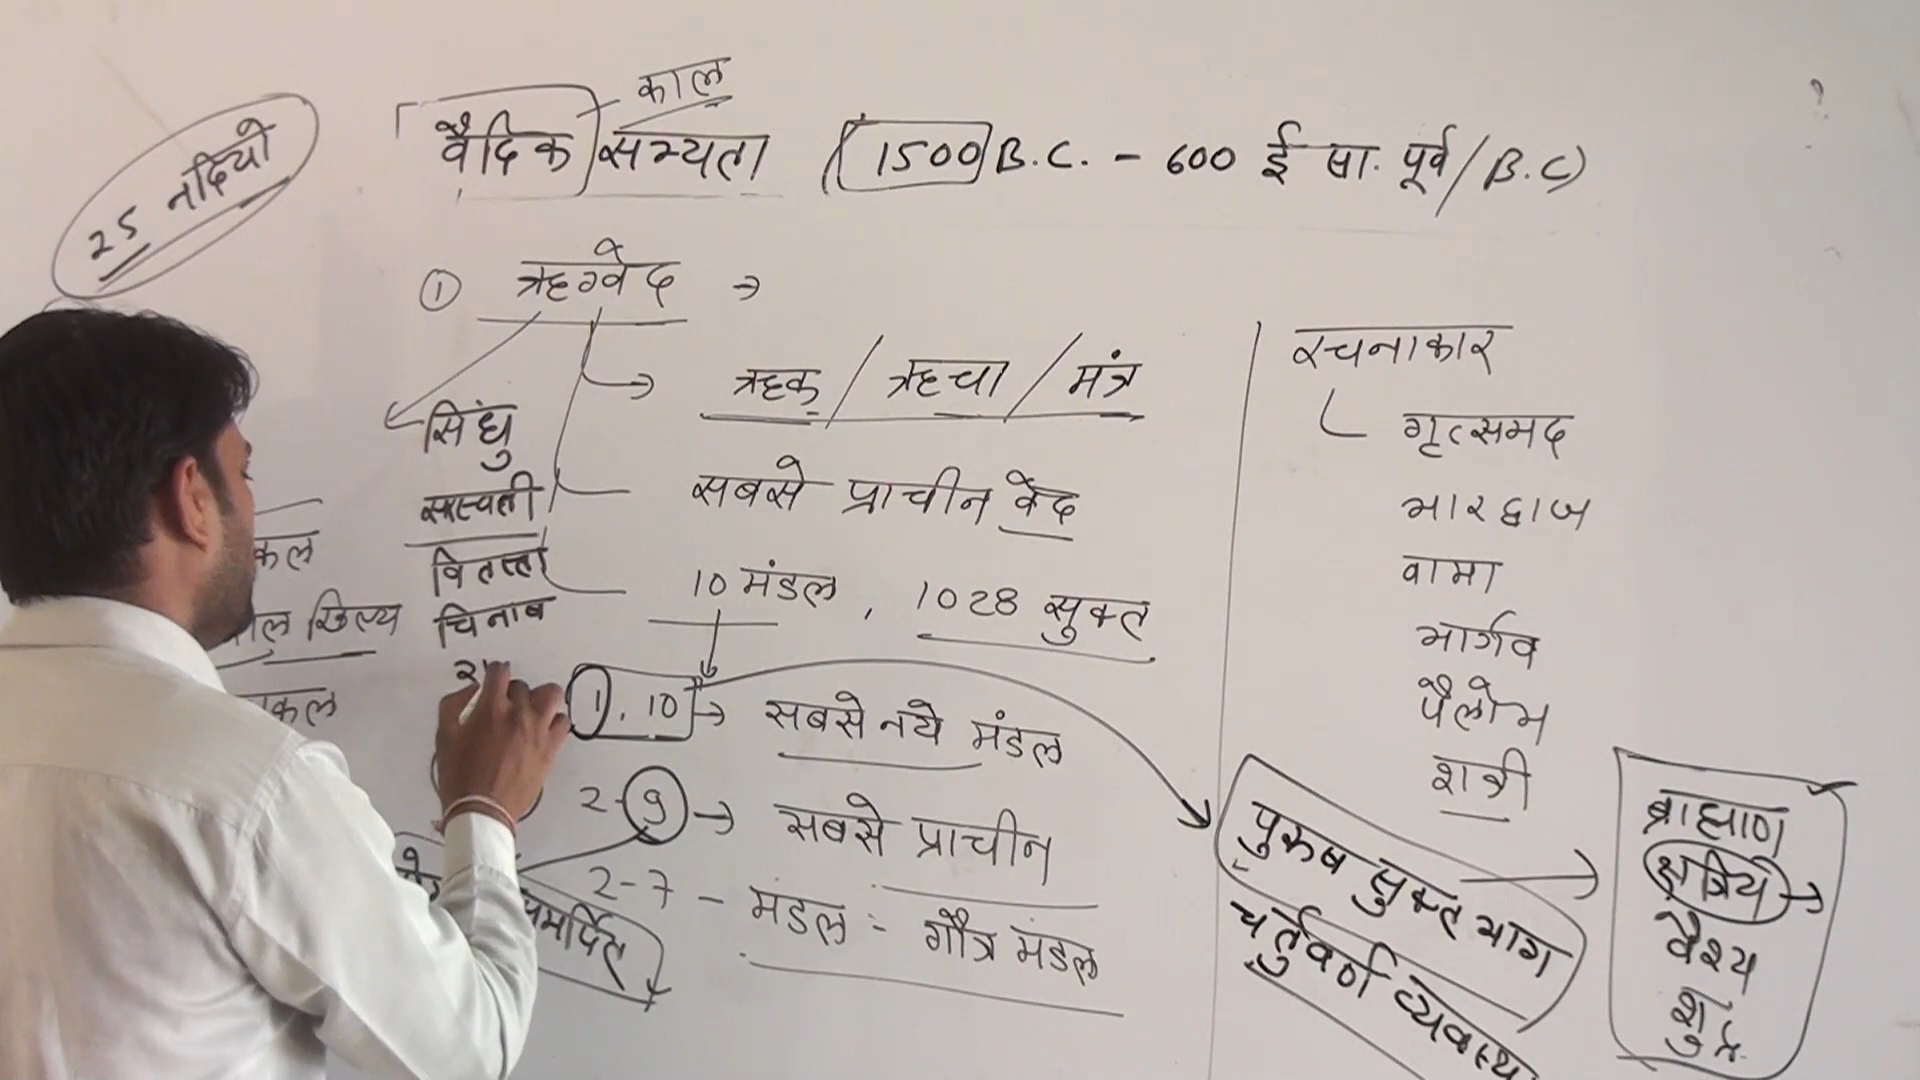 काल
वैदिक सभ्यता (1500 B.C. - 600 ई सा. पूर्व / B.C)
25 नदियो
① ऋग्वेद →
ऋक / ऋचा / मंत्र
सबसे प्राचीन वेद
10 मंडल, 1028 सुक्त
1, 10 → सबसे नये मंडल
2-9 → सबसे प्राचीन
2-7 - मंडल - गौत्र मंडल
सिंधु
सरस्वती
वितस्ता
चिनाब
समर्पित
रचनाकार
गृत्समद
भारद्वाज
वामा
भार्गव
पैलोम
शत्री
पुरुष सुक्त भाग
चर्तुवर्ण व्यवस्था
ब्राह्मण
क्षत्रिय →
वैश्य
शुद्र